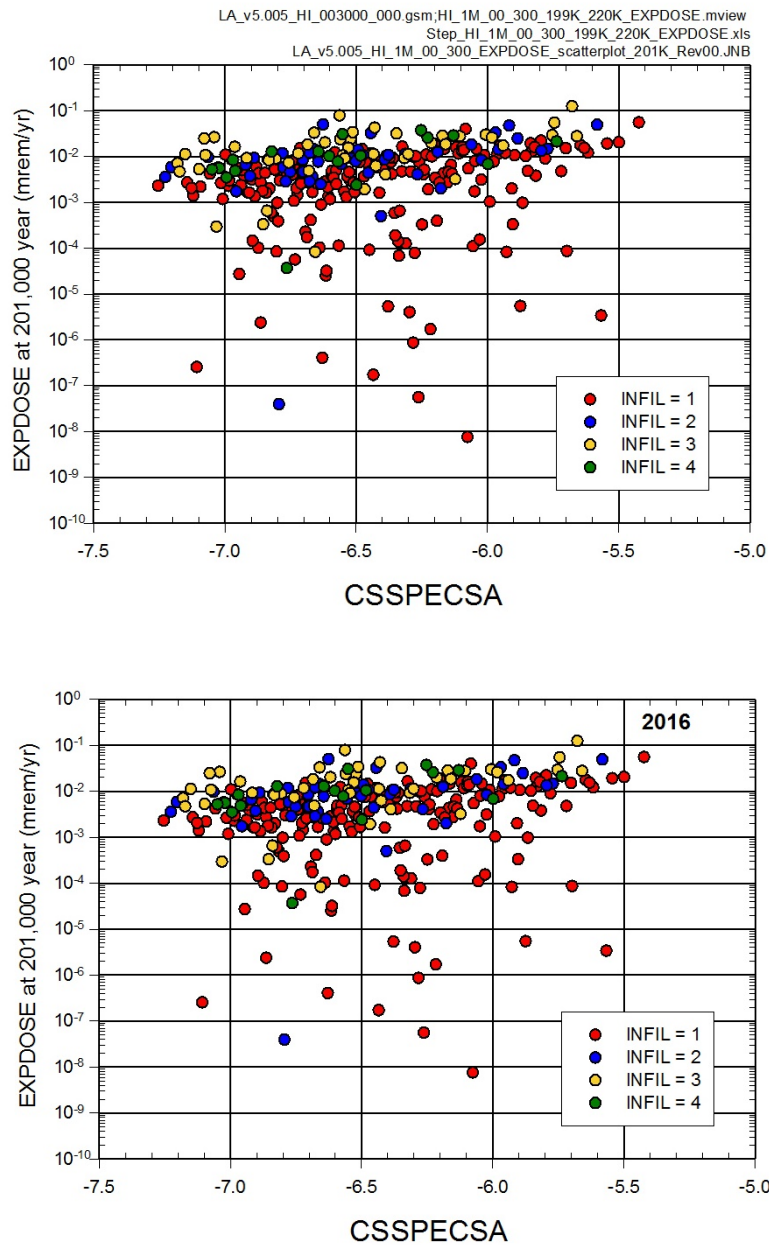 LA_v5.005_HI_003000_000.gsm;HI_1M_00_300_199K_220K_EXPDOSE.mview
Step_HI_1M_00_300_199K_220K_EXPDOSE.xls
LA_v5.005_HI_1M_00_300_EXPDOSE_scatterplot_201K_Rev00.JNB
EXPDOSE at 201,000 year (mrem/yr)
10⁰
10⁻¹
10⁻²
10⁻³
10⁻⁴
10⁻⁵
10⁻⁶
10⁻⁷
10⁻⁸
10⁻⁹
10⁻¹⁰
INFIL = 1
INFIL = 2
INFIL = 3
INFIL = 4
-7.5 -7.0 -6.5 -6.0 -5.5 -5.0
CSSPECSA
2016
EXPDOSE at 201,000 year (mrem/yr)
10⁰
10⁻¹
10⁻²
10⁻³
10⁻⁴
10⁻⁵
10⁻⁶
10⁻⁷
10⁻⁸
10⁻⁹
10⁻¹⁰
INFIL = 1
INFIL = 2
INFIL = 3
INFIL = 4
-7.5 -7.0 -6.5 -6.0 -5.5 -5.0
CSSPECSA